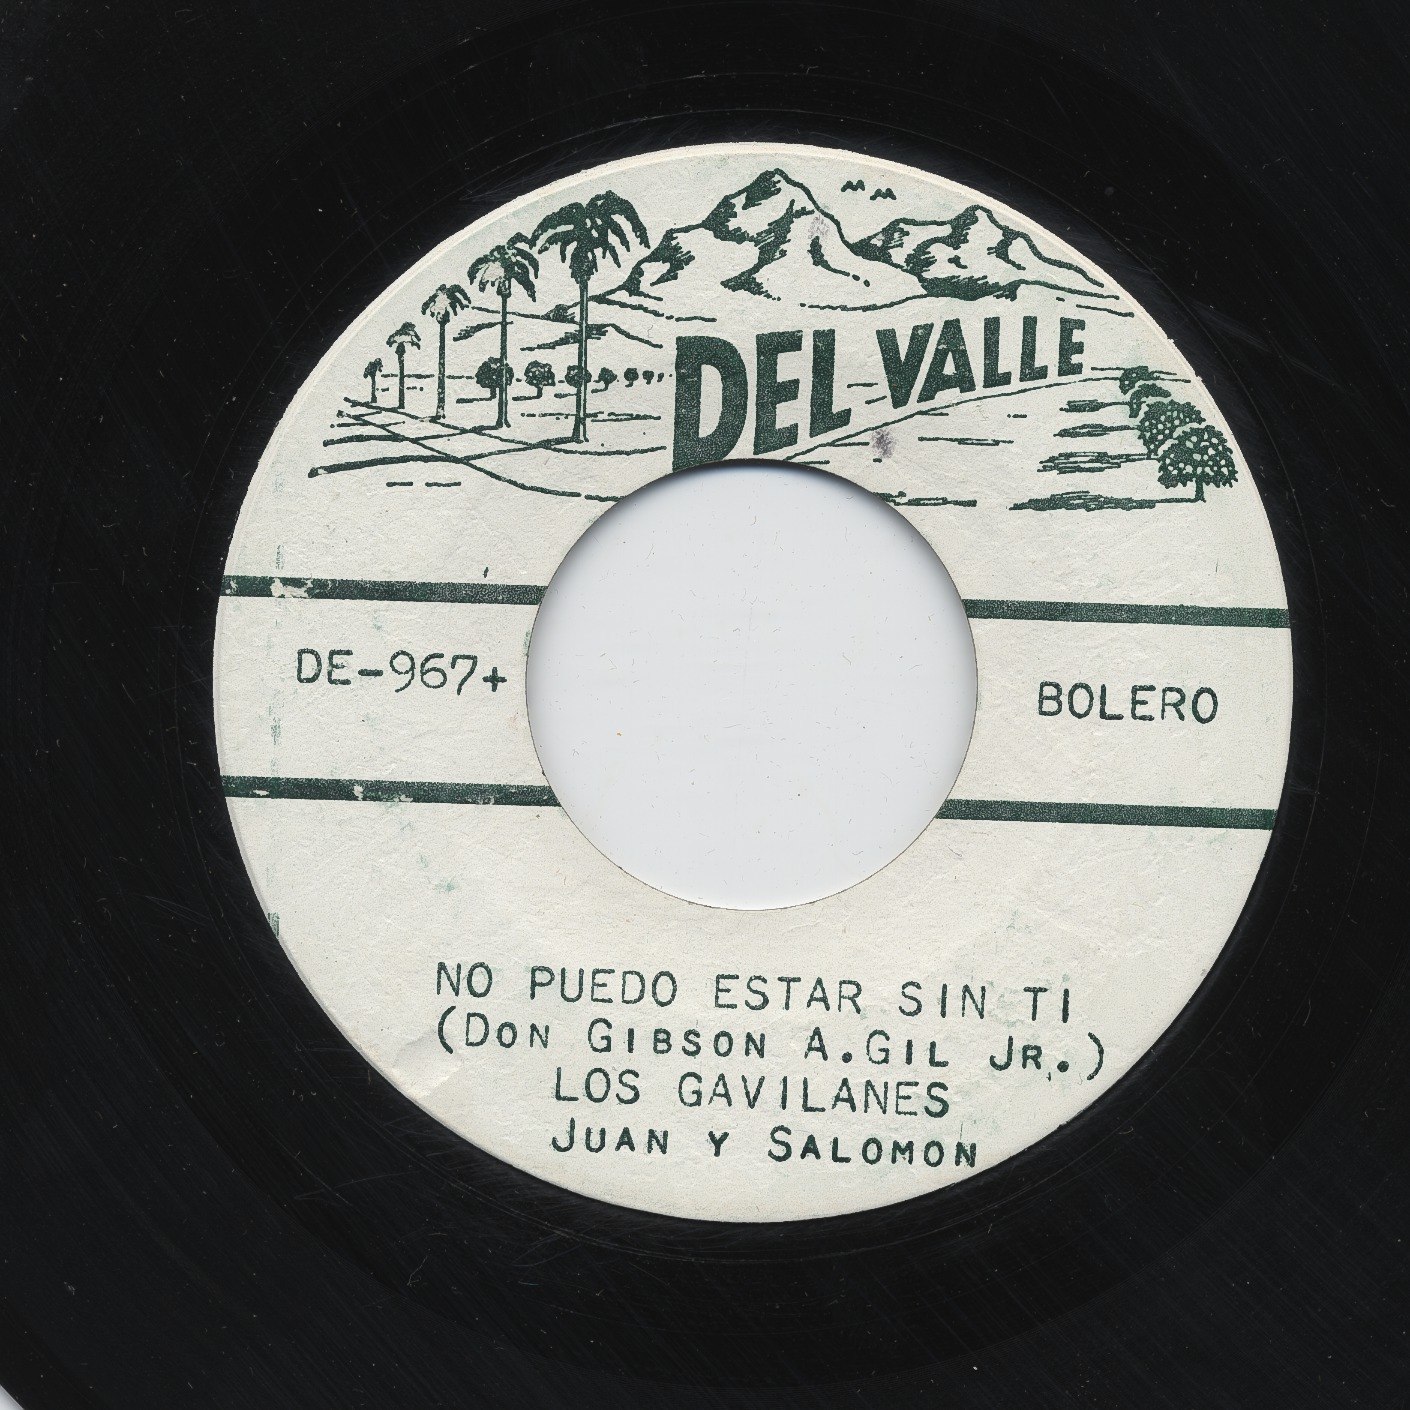 DEL VALLE
DE-967+
BOLERO
NO PUEDO ESTAR SIN TI
(DON GIBSON A.GIL JR.)
LOS GAVILANES
JUAN Y SALOMON